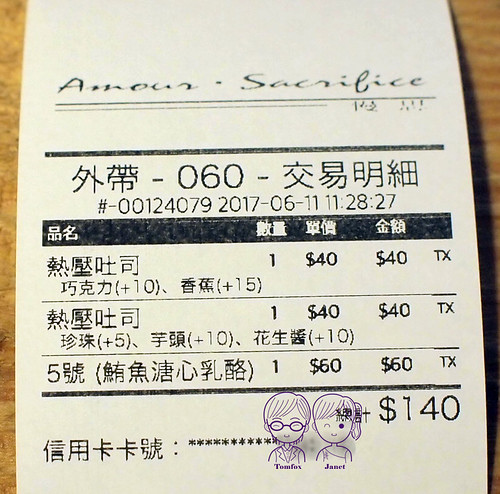 Amour · Sacrifice
外帶 - 060 - 交易明細
#-00124079 2017-06-11 11:28:27
品名 數量 單價 金額
熱壓吐司 1 $40 $40 TX
巧克力(+10)、香蕉(+15)
熱壓吐司 1 $40 $40 TX
珍珠(+5)、芋頭(+10)、花生醬(+10)
5號 (鮪魚溏心乳酪) 1 $60 $60 TX
總計 $140
信用卡卡號：***********
Tomfox Janet